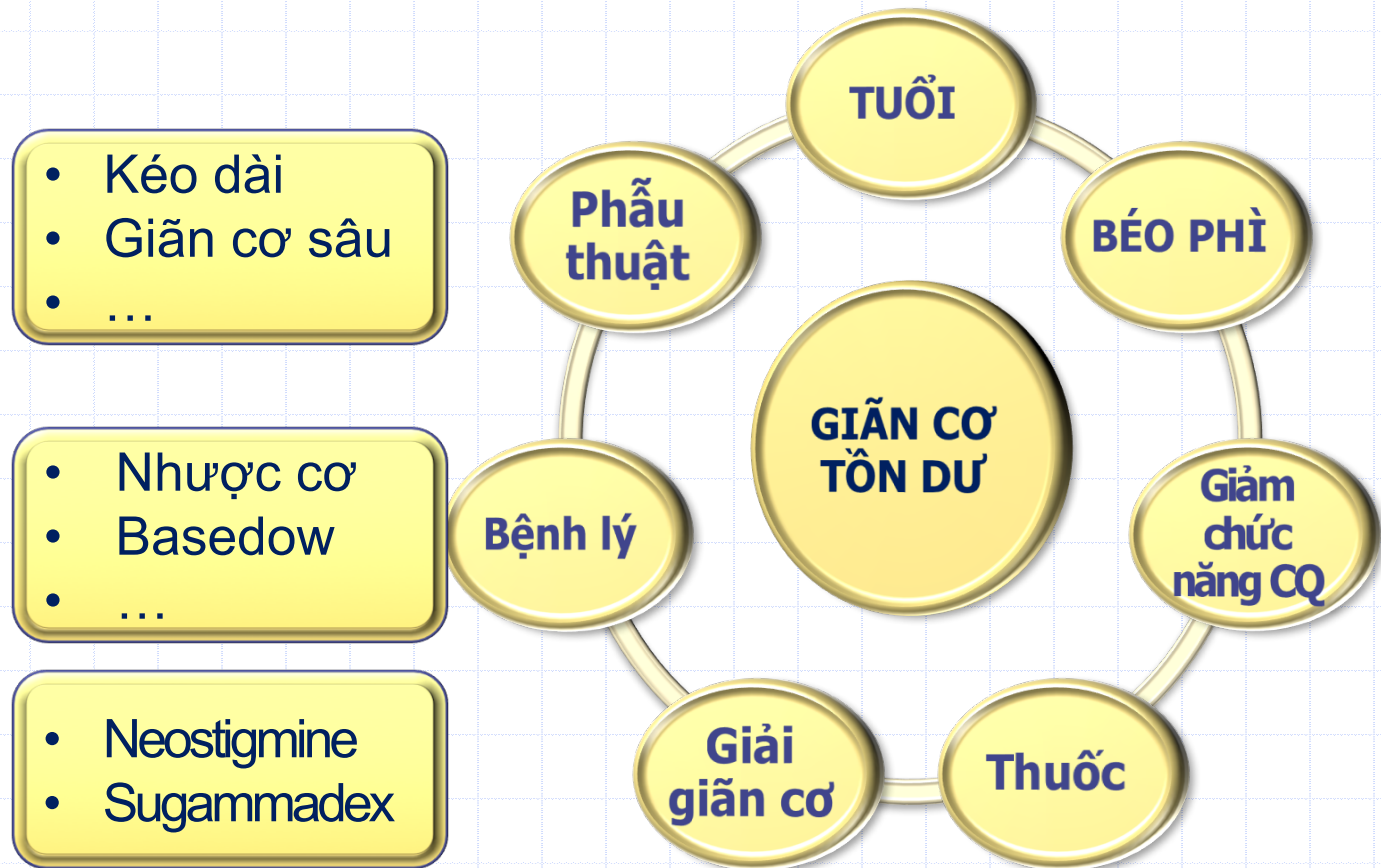 • Kéo dài
• Giãn cơ sâu
• …
• Nhược cơ
• Basedow
• …
• Neostigmine
• Sugammadex
TUỔI
BÉO PHÌ
Giảm
chức
năng CQ
Thuốc
Giải
giãn cơ
Bệnh lý
Phẫu
thuật
GIÃN CƠ
TỒN DƯ